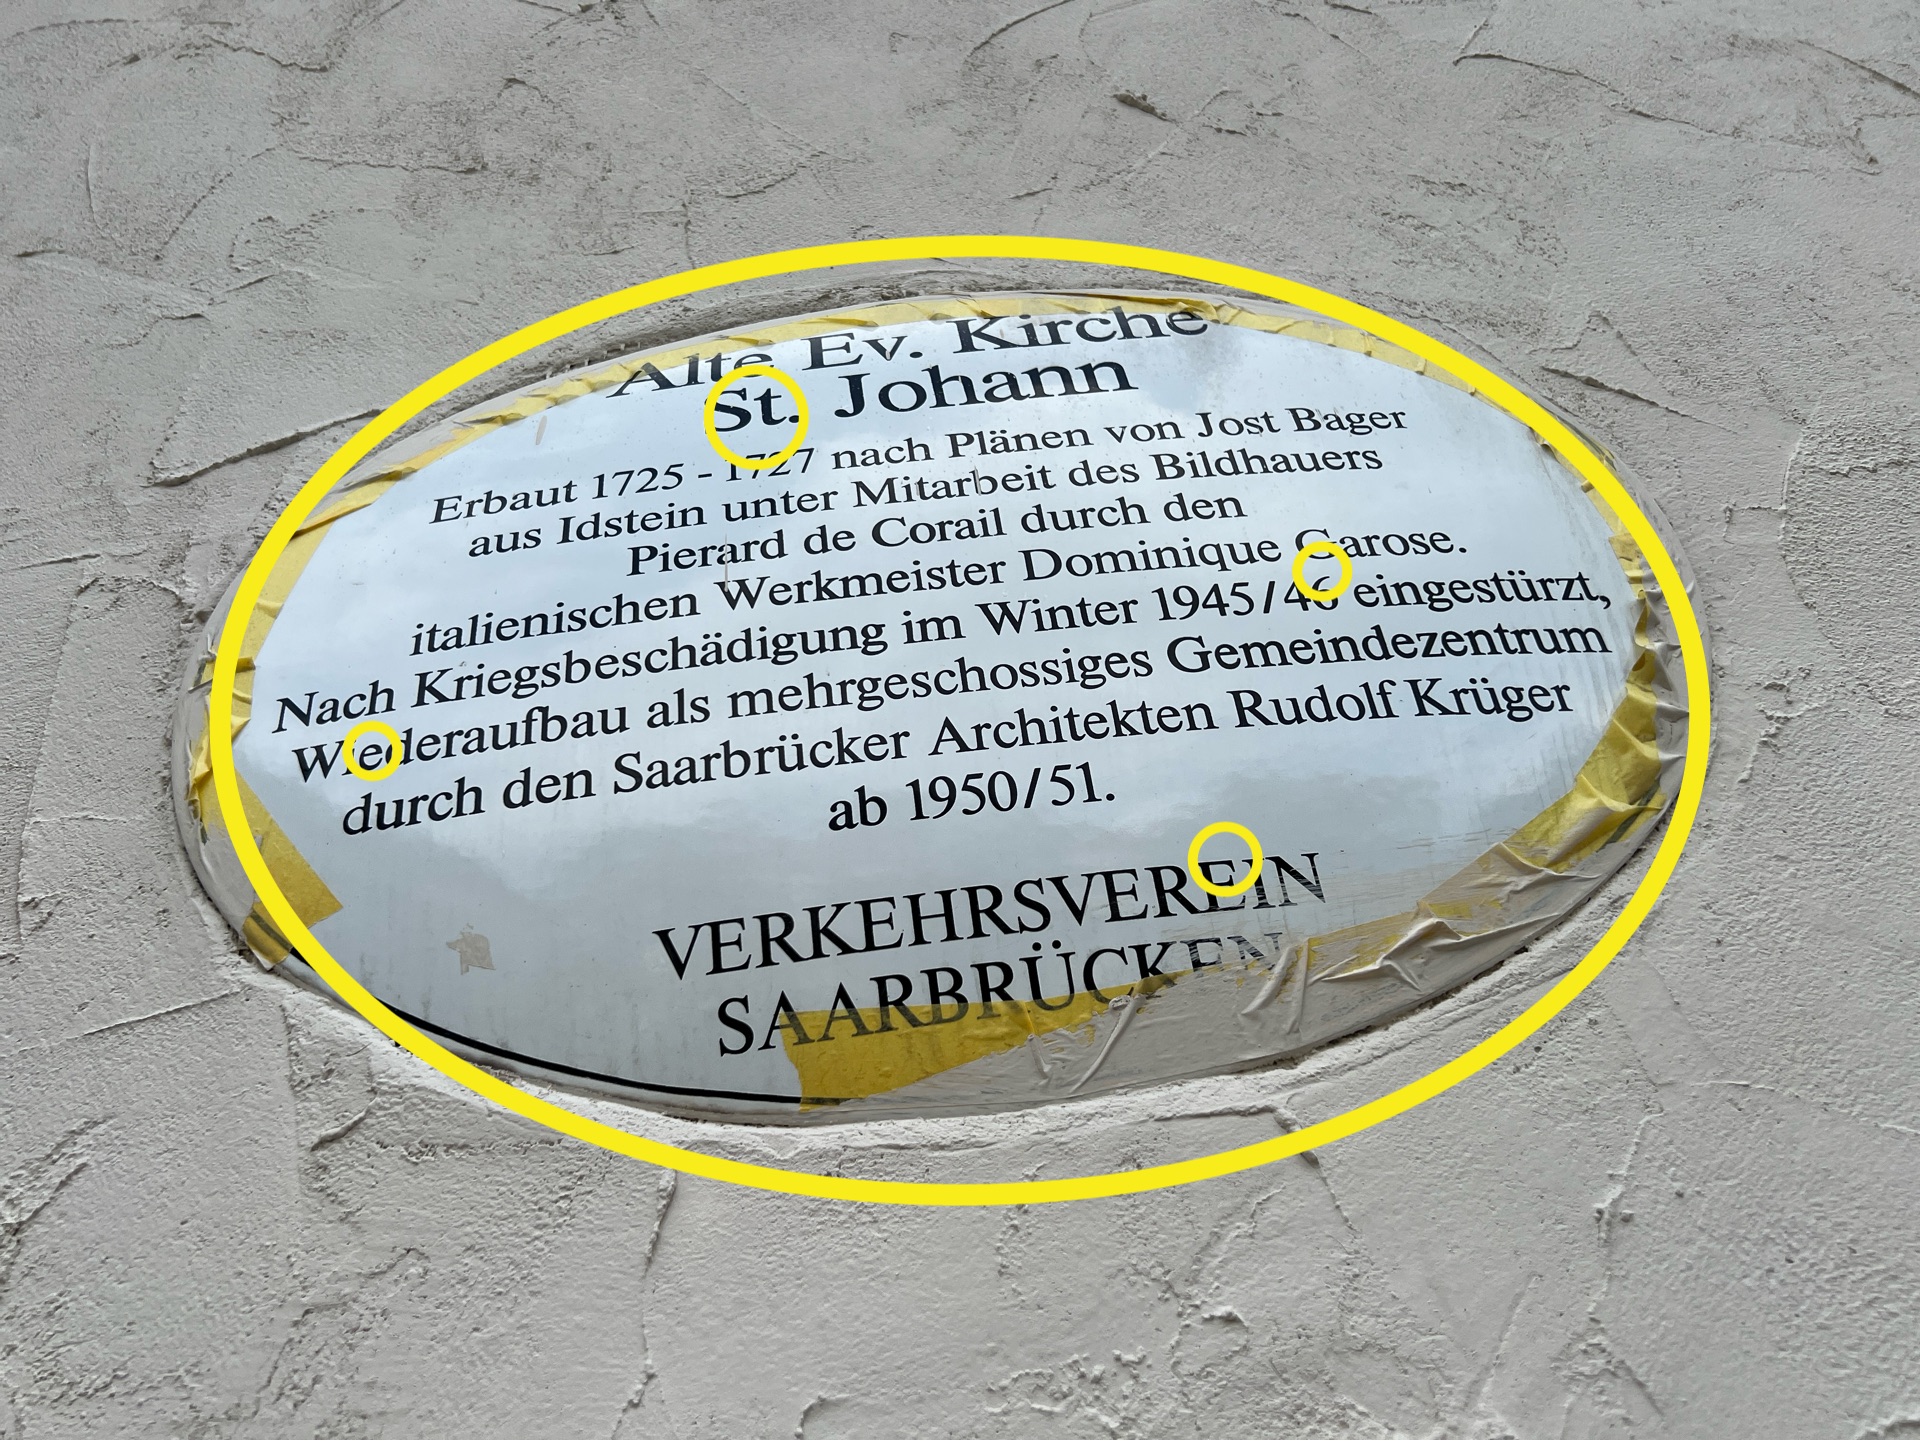 Alte Ev. Kirche
St. Johann
Erbaut 1725 - 1727 nach Plänen von Jost Bager
aus Idstein unter Mitarbeit des Bildhauers
Pierard de Corail durch den
italienischen Werkmeister Dominique Garose.
Nach Kriegsbeschädigung im Winter 1945/46 eingestürzt,
Wiederaufbau als mehrgeschossiges Gemeindezentrum
durch den Saarbrücker Architekten Rudolf Krüger
ab 1950/51.
VERKEHRSVEREIN
SAARBRÜCKEN